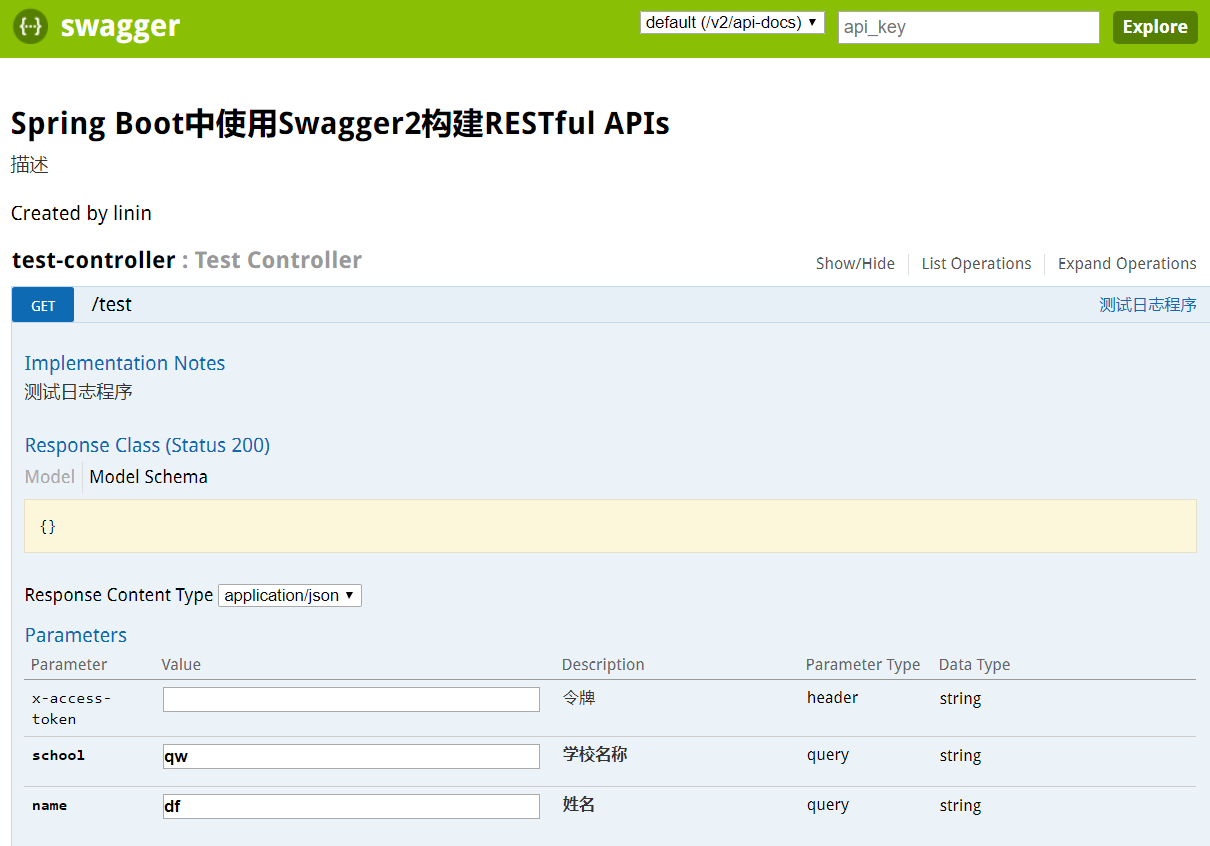 swagger default (/v2/api-docs) api_key Explore
Spring Boot中使用Swagger2构建RESTful APIs
描述
Created by linin
test-controller : Test Controller Show/Hide List Operations Expand Operations
GET /test 测试日志程序
Implementation Notes
测试日志程序
Response Class (Status 200)
Model Model Schema
{}
Response Content Type application/json
Parameters
Parameter Value Description Parameter Type Data Type
x-access- 令牌 header string
token
school qw 学校名称 query string
name df 姓名 query string